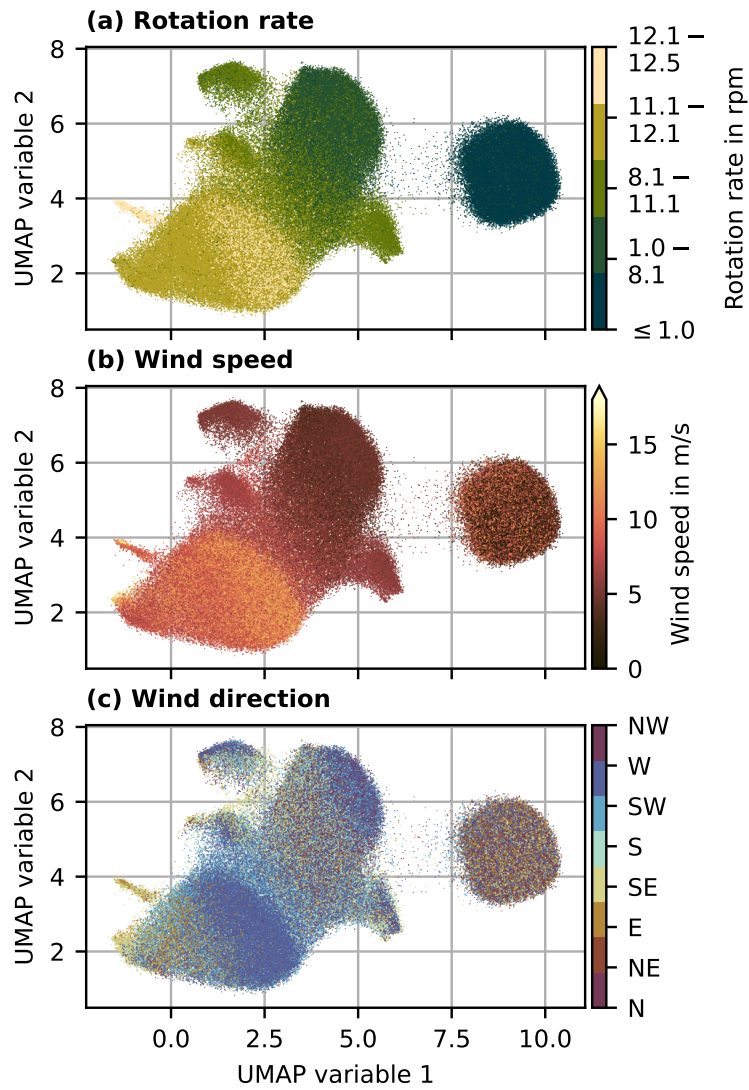 (a) Rotation rate
8
6
4
2
UMAP variable 2
12.1 −
12.5
11.1 −
12.1
8.1 −
11.1
1.0 −
8.1
≤ 1.0
Rotation rate in rpm
(b) Wind speed
8
6
4
2
UMAP variable 2
15
10
5
0
Wind speed in m/s
(c) Wind direction
8
6
4
2
UMAP variable 2
NW
W
SW
S
SE
E
NE
N
0.0 2.5 5.0 7.5 10.0
UMAP variable 1